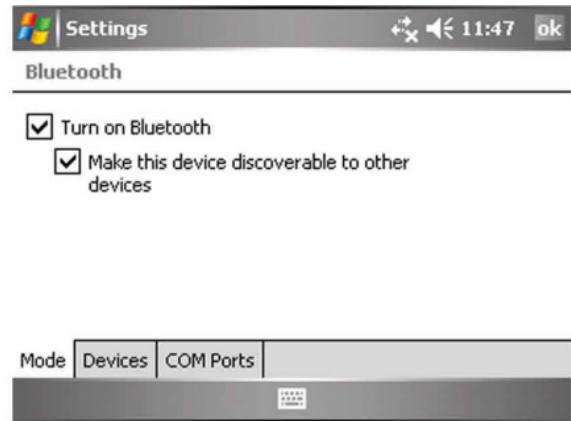 Settings 11:47 ok
Bluetooth
Turn on Bluetooth
Make this device discoverable to other
devices
Mode Devices COM Ports